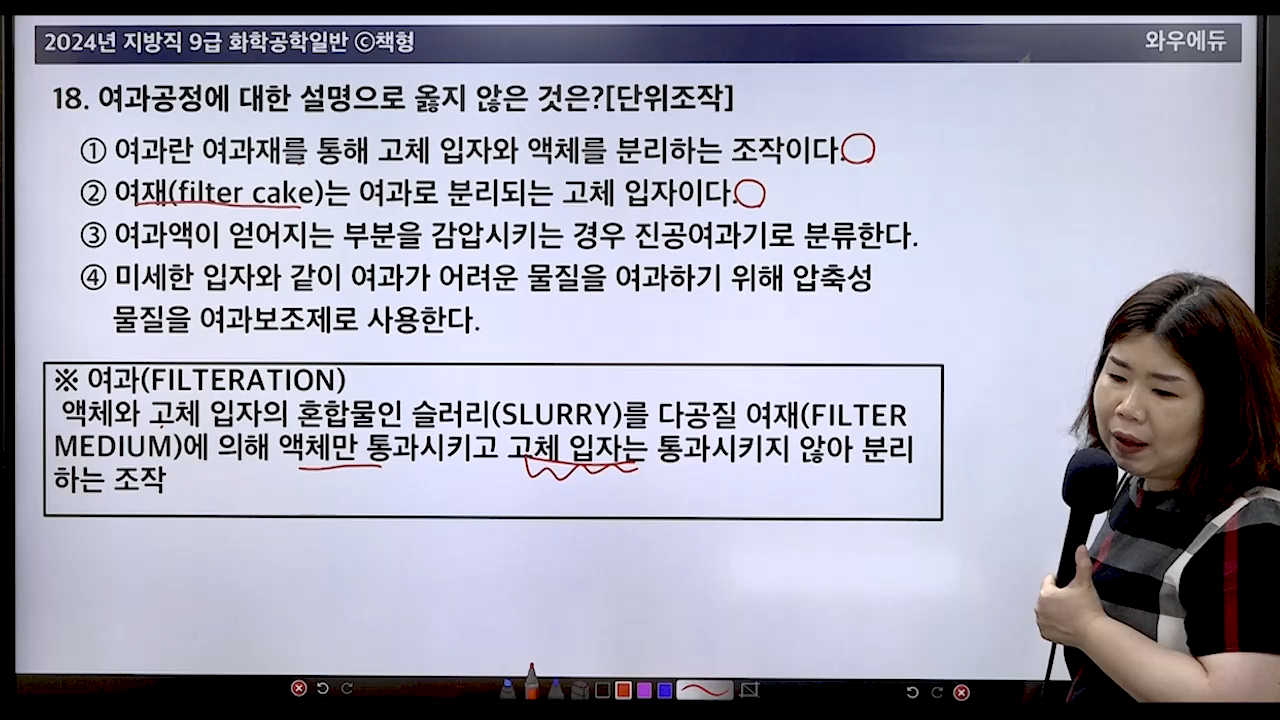 2024년 지방직 9급 화학공학일반 ⓒ책형
와우에듀
18. 여과공정에 대한 설명으로 옳지 않은 것은?[단위조작]
① 여과란 여과재를 통해 고체 입자와 액체를 분리하는 조작이다.
② 여재(filter cake)는 여과로 분리되는 고체 입자이다.
③ 여과액이 얻어지는 부분을 감압시키는 경우 진공여과기로 분류한다.
④ 미세한 입자와 같이 여과가 어려운 물질을 여과하기 위해 압축성
물질을 여과보조제로 사용한다.
※ 여과(FILTERATION)
액체와 고체 입자의 혼합물인 슬러리(SLURRY)를 다공질 여재(FILTER
MEDIUM)에 의해 액체만 통과시키고 고체 입자는 통과시키지 않아 분리
하는 조작